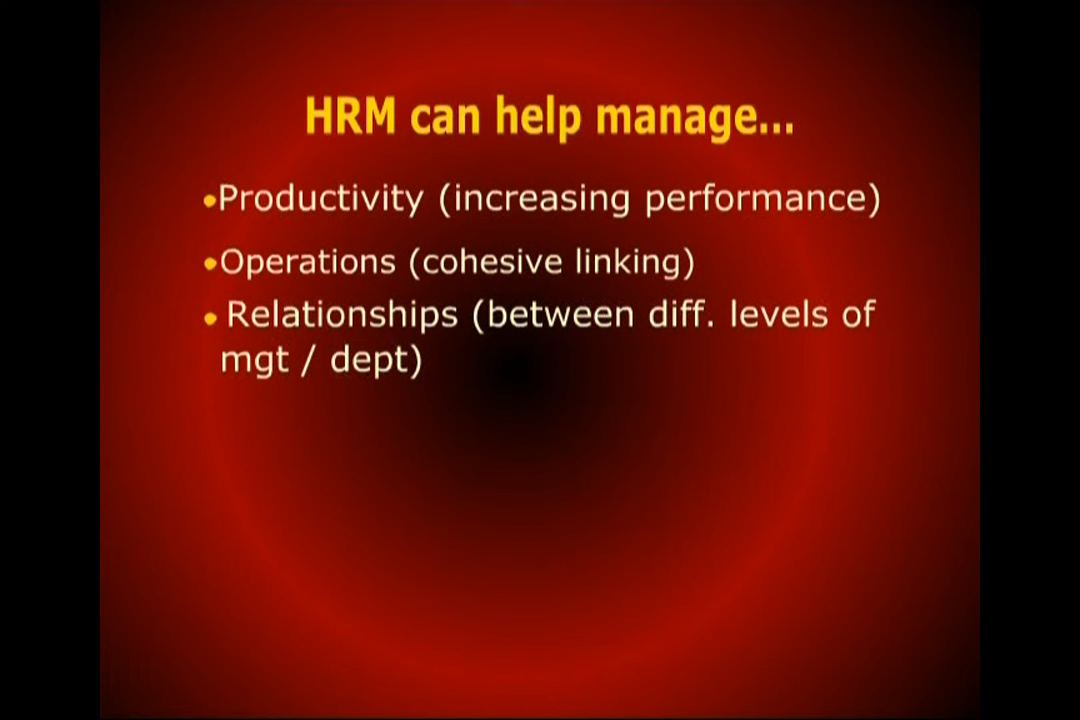 HRM can help manage...
•Productivity (increasing performance)
•Operations (cohesive linking)
• Relationships (between diff. levels of
mgt / dept)